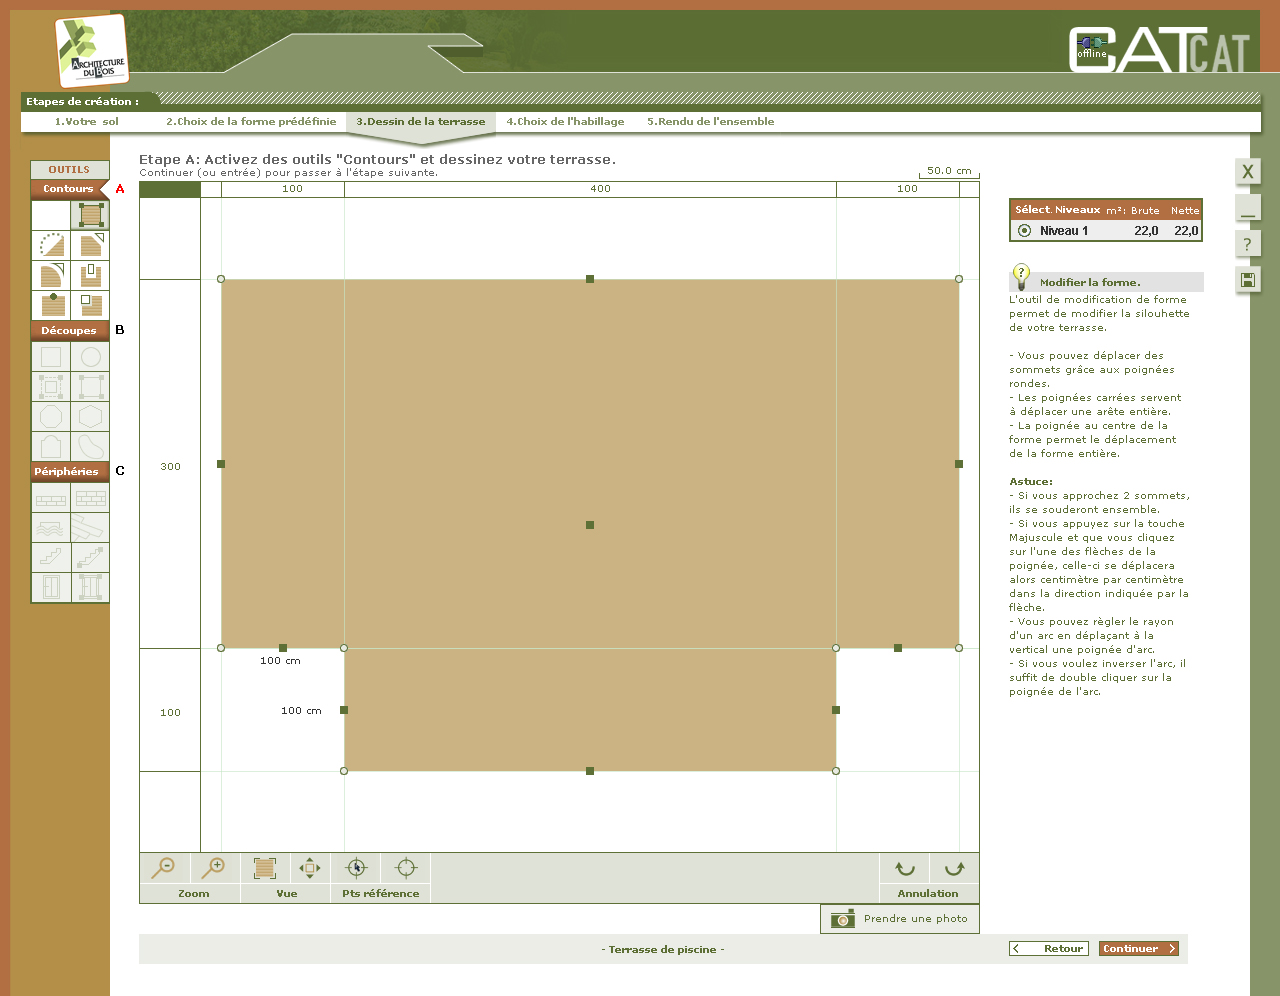 ARCHITECTURE
DU BOIS
offline
CATCAT
Etapes de création :
1.Votre sol
2.Choix de la forme prédéfinie
3.Dessin de la terrasse
4.Choix de l'habillage
5.Rendu de l'ensemble
Etape A: Activez des outils "Contours" et dessinez votre terrasse.
Continuer (ou entrée) pour passer à l'étape suivante.
50.0 cm
OUTILS
Contours
A
Découpes
B
Périphéries
C
100
400
100
300
100
100 cm
100 cm
Sélect. Niveaux m²: Brute Nette
Niveau 1 22,0 22,0
X
_
?
?
Modifier la forme.
L'outil de modification de forme
permet de modifier la silouhette
de votre terrasse.
- Vous pouvez déplacer des
sommets grâce aux poignées
rondes.
- Les poignées carrées servent
à déplacer une arête entière.
- La poignée au centre de la
forme permet le déplacement
de la forme entière.
Astuce:
- Si vous approchez 2 sommets,
ils se souderont ensemble.
- Si vous appuyez sur la touche
Majuscule et que vous cliquez
sur l'une des flèches de la
poignée, celle-ci se déplacera
alors centimètre par centimètre
dans la direction indiquée par la
flèche.
- Vous pouvez règler le rayon
d'un arc en déplaçant à la
vertical une poignée d'arc.
- Si vous voulez inverser l'arc, il
suffit de double cliquer sur la
poignée de l'arc.
Zoom
Vue
Pts référence
Annulation
Prendre une photo
- Terrasse de piscine -
Retour
Continuer